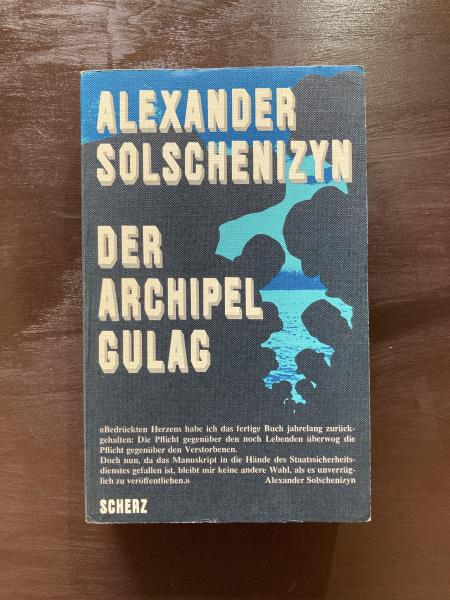 ALEXANDER
SOLSCHENIZYN
DER
ARCHIPEL
GULAG
«Bedrückten Herzens habe ich das fertige Buch jahrelang zurück-
gehalten: Die Pflicht gegenüber den noch Lebenden überwog die
Pflicht gegenüber den Verstorbenen.
Doch nun, da das Manuskript in die Hände des Staatssicherheits-
dienstes gefallen ist, bleibt mir keine andere Wahl, als es unverzüg-
lich zu veröffentlichen.» Alexander Solschenizyn
SCHERZ